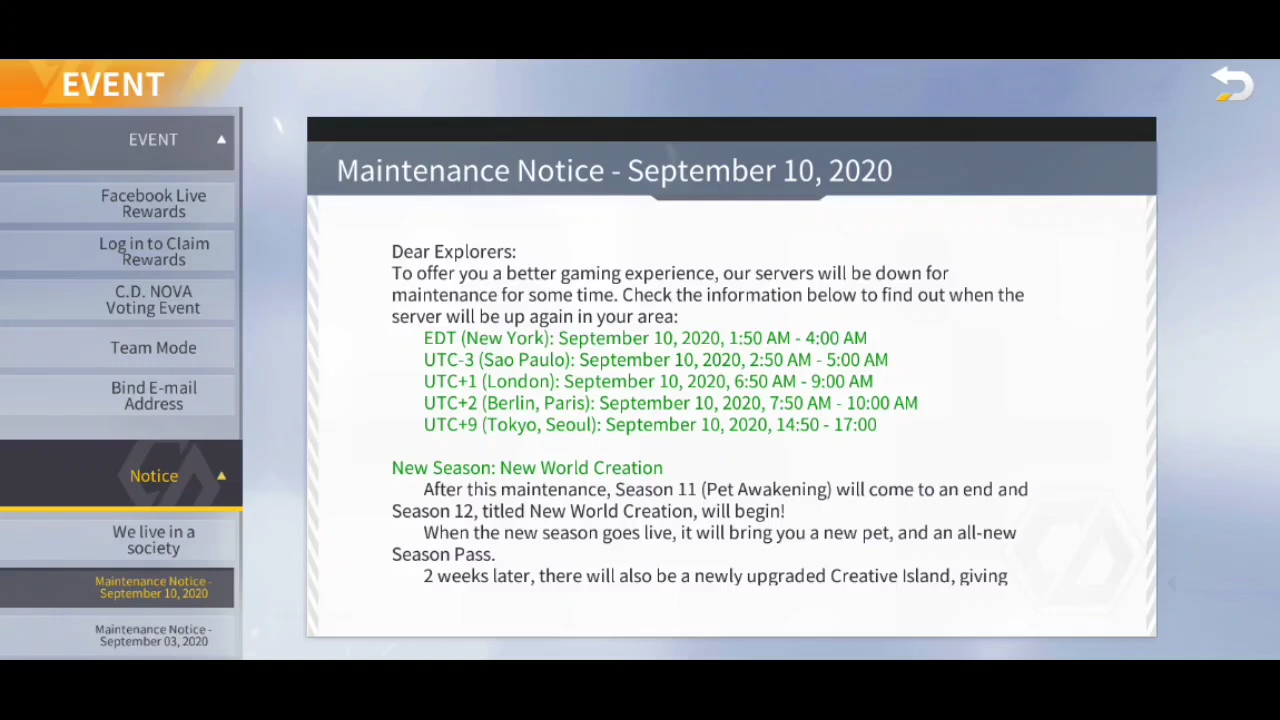 EVENT
EVENT
Facebook Live
Rewards
Log in to Claim
Rewards
C.D. NOVA
Voting Event
Team Mode
Bind E-mail
Address
Notice
We live in a
society
Maintenance Notice -
September 10, 2020
Maintenance Notice -
September 03, 2020
Maintenance Notice - September 10, 2020
Dear Explorers:
To offer you a better gaming experience, our servers will be down for
maintenance for some time. Check the information below to find out when the
server will be up again in your area:
EDT (New York): September 10, 2020, 1:50 AM - 4:00 AM
UTC-3 (Sao Paulo): September 10, 2020, 2:50 AM - 5:00 AM
UTC+1 (London): September 10, 2020, 6:50 AM - 9:00 AM
UTC+2 (Berlin, Paris): September 10, 2020, 7:50 AM - 10:00 AM
UTC+9 (Tokyo, Seoul): September 10, 2020, 14:50 - 17:00
New Season: New World Creation
After this maintenance, Season 11 (Pet Awakening) will come to an end and
Season 12, titled New World Creation, will begin!
When the new season goes live, it will bring you a new pet, and an all-new
Season Pass.
2 weeks later, there will also be a newly upgraded Creative Island, giving